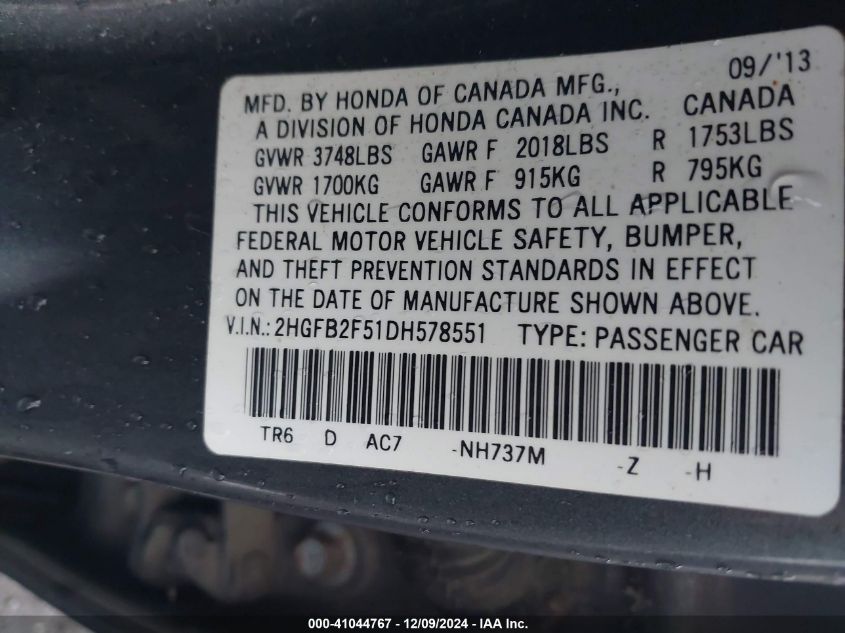 09/'13
MFD. BY HONDA OF CANADA MFG.,
A DIVISION OF HONDA CANADA INC. CANADA
GVWR 3748LBS GAWR F 2018LBS R 1753LBS
GVWR 1700KG GAWR F 915KG R 795KG
THIS VEHICLE CONFORMS TO ALL APPLICABLE
FEDERAL MOTOR VEHICLE SAFETY, BUMPER,
AND THEFT PREVENTION STANDARDS IN EFFECT
ON THE DATE OF MANUFACTURE SHOWN ABOVE.
V.I.N.: 2HGFB2F51DH578551 TYPE: PASSENGER CAR
TR6 D AC7 -NH737M -Z -H
000-41044767 - 12/09/2024 - IAA Inc.